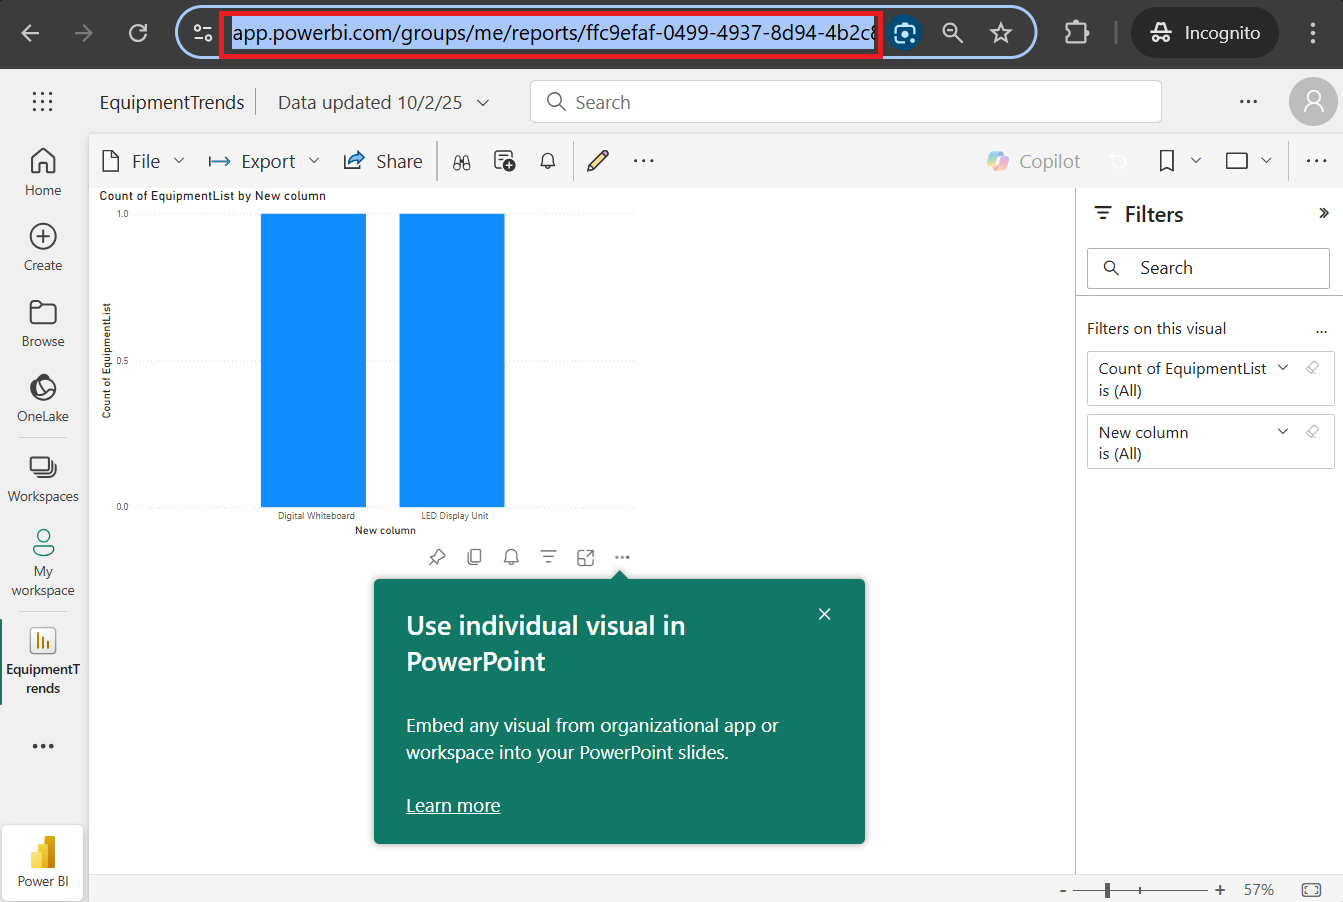 app.powerbi.com/groups/me/reports/ffc9efaf-0499-4937-8d94-4b2c8
Incognito
EquipmentTrends
Data updated 10/2/25
Search
File
Export
Share
Copilot
Home
Create
Browse
OneLake
Workspaces
My
workspace
EquipmentT
rends
Power BI
Count of EquipmentList by New column
Count of EquipmentList
1.0
0.5
0.0
Digital Whiteboard
LED Display Unit
New column
Use individual visual in
PowerPoint
Embed any visual from organizational app or
workspace into your PowerPoint slides.
Learn more
Filters
Search
Filters on this visual
Count of EquipmentList
is (All)
New column
is (All)
- + 57%